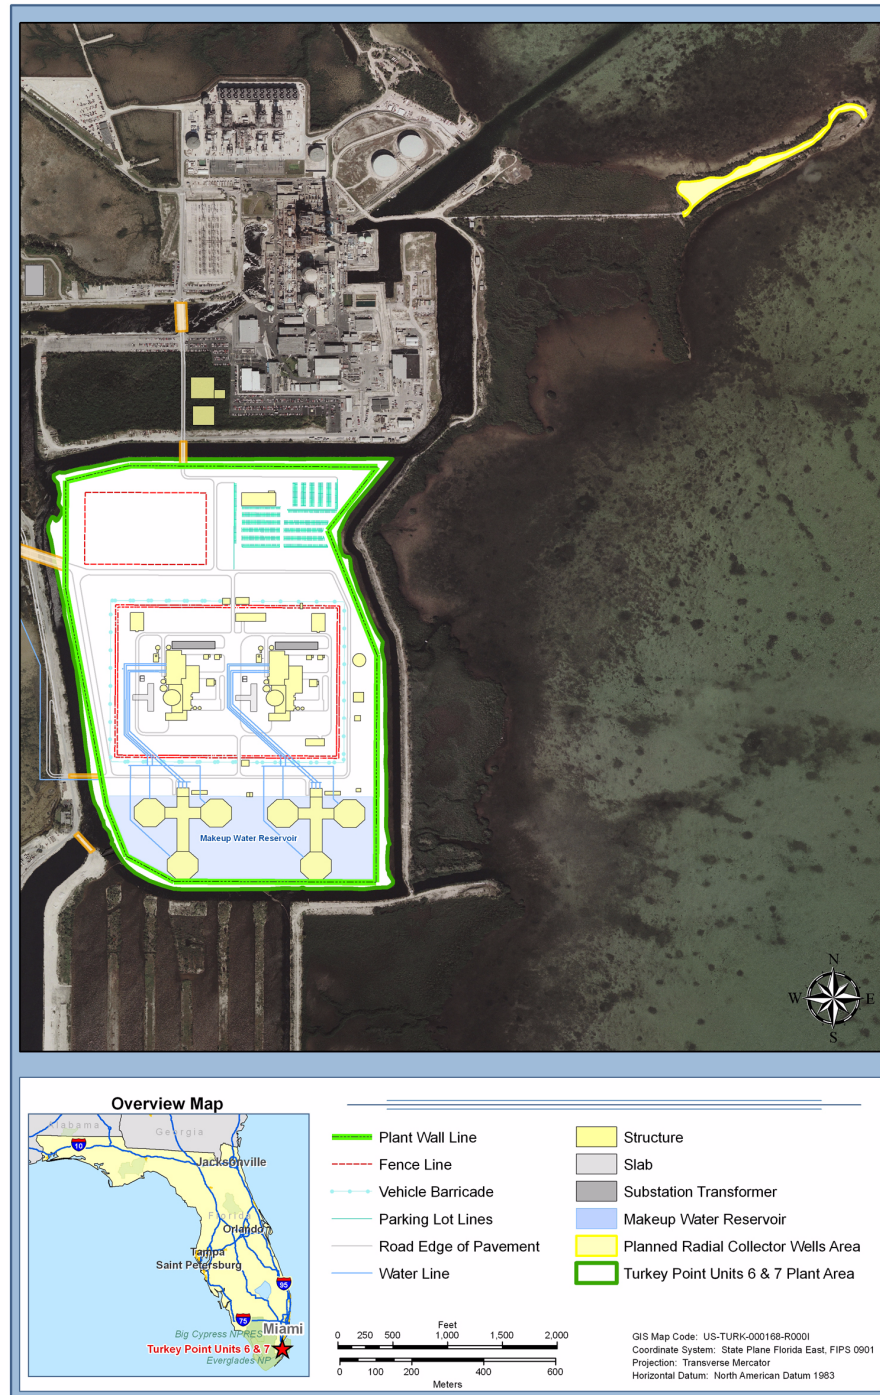 Makeup Water Reservoir
N
W E
S
Overview Map
Alabama
Georgia
10
Jacksonville
Florida
Orlando
Tampa
Saint Petersburg
95
75
Miami
Big Cypress NPRES
Turkey Point Units 6 & 7
Everglades NP
Plant Wall Line
Fence Line
Vehicle Barricade
Parking Lot Lines
Road Edge of Pavement
Water Line
Structure
Slab
Substation Transformer
Makeup Water Reservoir
Planned Radial Collector Wells Area
Turkey Point Units 6 & 7 Plant Area
Feet
0 250 500 1,000 1,500 2,000
0 100 200 400 600
Meters
GIS Map Code: US-TURK-000168-R000I
Coordinate System: State Plane Florida East, FIPS 0901
Projection: Transverse Mercator
Horizontal Datum: North American Datum 1983